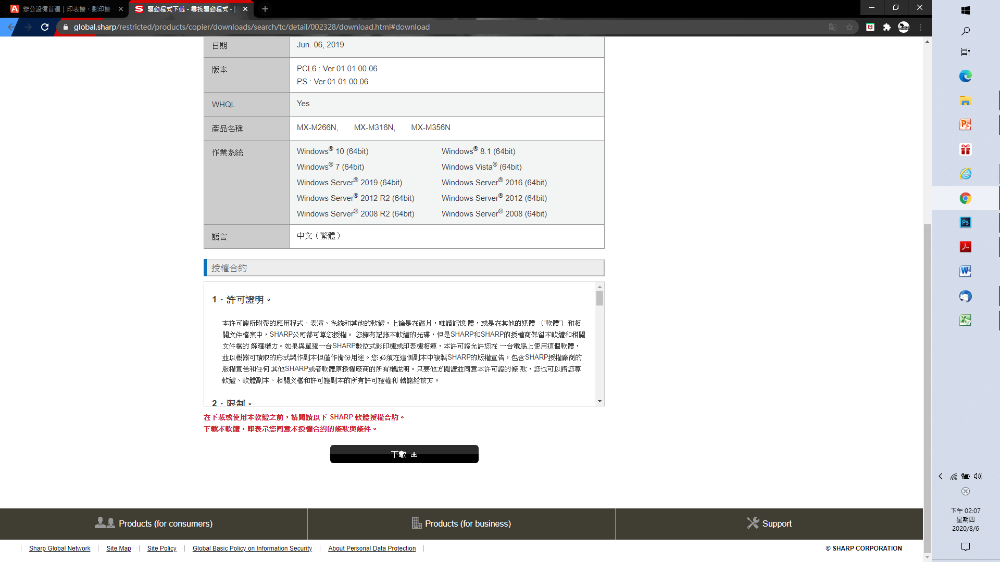 辦公設備首選｜印表機、影印機
驅動程式下載 - 尋找驅動程式 - |
global.sharp/restricted/products/copier/downloads/search/tc/detail/002328/download.html#download
日期 Jun. 06, 2019
版本 PCL6 : Ver.01.01.00.06
PS : Ver.01.01.00.06
WHQL Yes
產品名稱 MX-M266N, MX-M316N, MX-M356N
作業系統 Windows® 10 (64bit) Windows® 8.1 (64bit)
Windows® 7 (64bit) Windows Vista® (64bit)
Windows Server® 2019 (64bit) Windows Server® 2016 (64bit)
Windows Server® 2012 R2 (64bit) Windows Server® 2012 (64bit)
Windows Server® 2008 R2 (64bit) Windows Server® 2008 (64bit)
語言 中文（繁體）
授權合約
1．許可證明。
本許可證所附帶的應用程式、表演、系統和其他的軟體，上論是在磁片，唯讀記憶 體，或是在其他的媒體 （'軟體'）和相
關文件檔案中，SHARP公司都可尊您授權。 您擁有記錄本軟體的光碟，但是SHARP和SHARP的授權商保留本軟體和相關
文件檔的 解釋權力。如果與單獨一台SHARP數位式影印機或印表機相連，本許可證允許您在 一台電腦上使用這個軟體，
並以機器可讀取的形式製作副本但僅作備份用途。您 必須在這個副本中複製SHARP的版權宣告，包含SHARP授權廠商的
版權宣告和任何 其他SHARP或者軟體原授權廠商的所有權說明。只要他方閱讀並同意本許可證的條 款，您也可以將您尊
軟體、軟體副本、相關文檔和許可證副本的所有許可證權利 轉讓給該方。
2．限制。
在下載或使用本軟體之前，請閱讀以下 SHARP 軟體授權合約。
下載本軟體，即表示您同意本授權合約的條款與條件。
下載
Products (for consumers) Products (for business) Support
Sharp Global Network Site Map Site Policy Global Basic Policy on Information Security About Personal Data Protection © SHARP CORPORATION
Ps
下午 02:07
星期四
2020/8/6